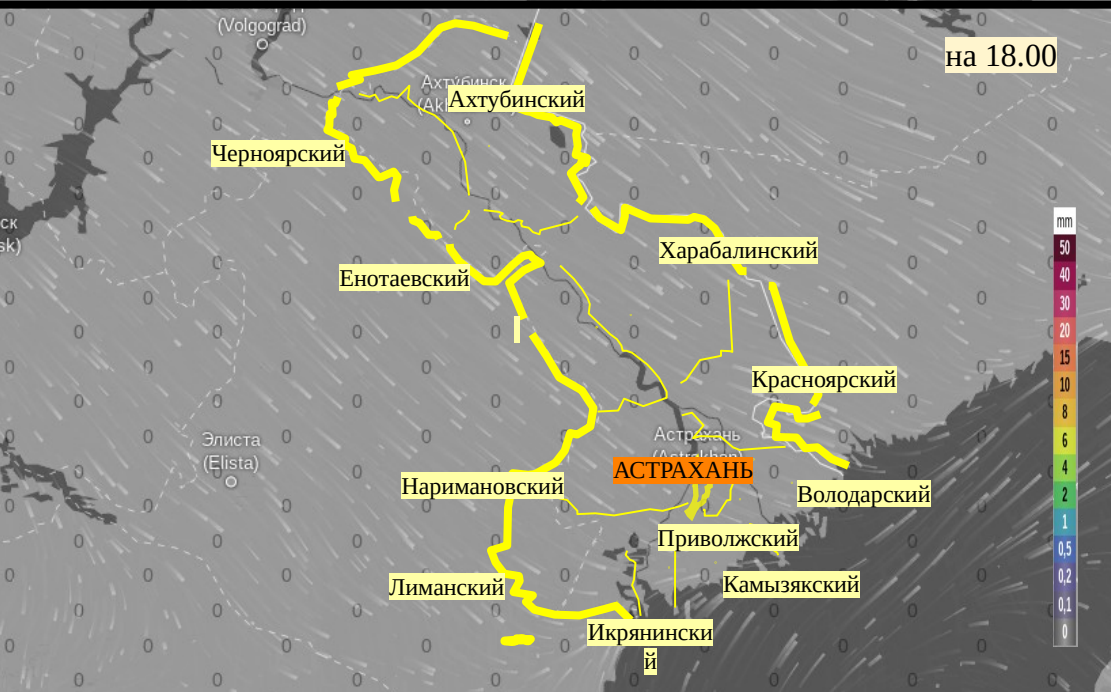 (Volgograd)
на 18.00
Ахтубинск
Ахтубинский
Черноярский
ск
sk)
mm
50
40
30
20
15
10
8
6
4
2
1
0,5
0,2
0,1
0
Харабалинский
Енотаевский
Красноярский
Элиста
(Elista)
Астрахань
(Astrakhan)
АСТРАХАНЬ
Наримановский
Володарский
Приволжский
Лиманский
Камызякский
Икрянински
й